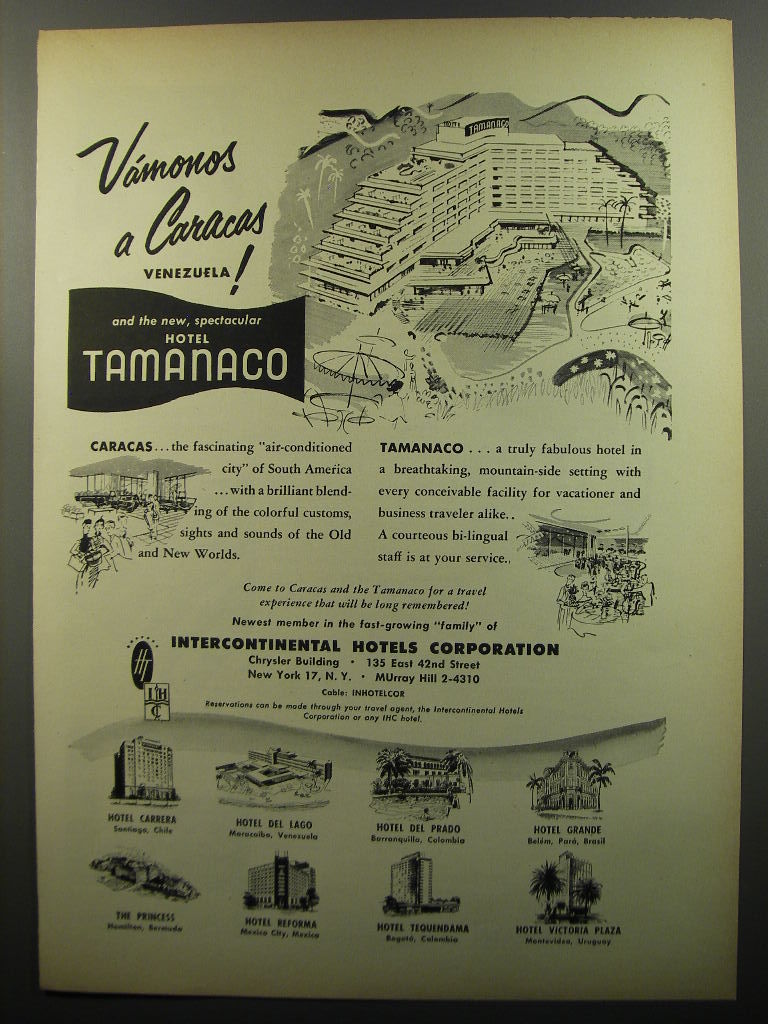 Vámonos
a Caracas
VENEZUELA!
and the new, spectacular
HOTEL
TAMANACO
HOTEL TAMANACO
CARACAS... the fascinating "air-conditioned
city" of South America
...with a brilliant blend-
ing of the colorful customs,
sights and sounds of the Old
and New Worlds.
TAMANACO ... a truly fabulous hotel in
a breathtaking, mountain-side setting with
every conceivable facility for vacationer and
business traveler alike..
A courteous bi-lingual
staff is at your service..
Come to Caracas and the Tamanaco for a travel
experience that will be long remembered!
Newest member in the fast-growing "family" of
INTERCONTINENTAL HOTELS CORPORATION
Chrysler Building • 135 East 42nd Street
New York 17, N. Y. • MUrray Hill 2-4310
Cable: INHOTELCOR
Reservations can be made through your travel agent, the Intercontinental Hotels
Corporation or any IHC hotel.
HT
IHC
HOTEL CARRERA
Santiago, Chile
HOTEL DEL LAGO
Maracaibo, Venezuela
HOTEL DEL PRADO
Barranquilla, Colombia
HOTEL GRANDE
Belém, Pará, Brasil
THE PRINCESS
Hamilton, Bermuda
HOTEL REFORMA
Mexico City, Mexico
HOTEL TEQUENDAMA
Bogotá, Colombia
HOTEL VICTORIA PLAZA
Montevideo, Uruguay